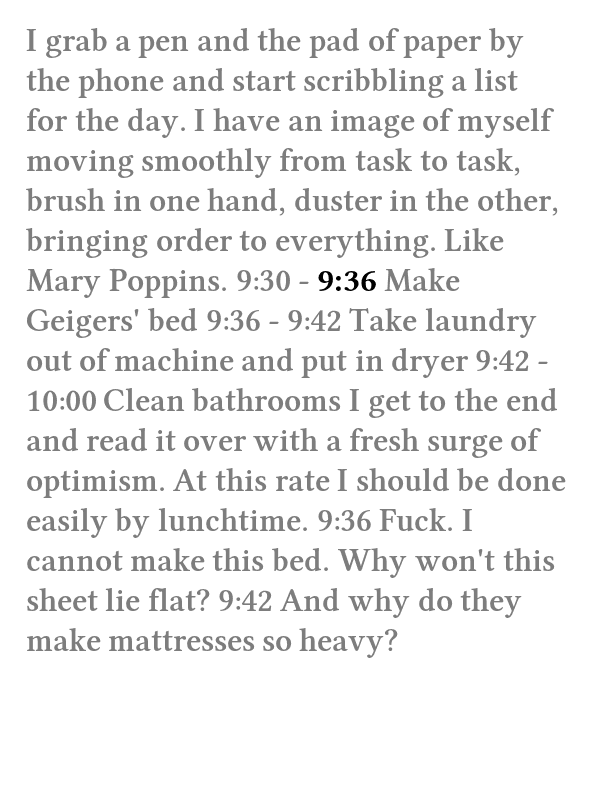 I grab a pen and the pad of paper by
the phone and start scribbling a list
for the day. I have an image of myself
moving smoothly from task to task,
brush in one hand, duster in the other,
bringing order to everything. Like
Mary Poppins. 9:30 - 9:36 Make
Geigers' bed 9:36 - 9:42 Take laundry
out of machine and put in dryer 9:42 -
10:00 Clean bathrooms I get to the end
and read it over with a fresh surge of
optimism. At this rate I should be done
easily by lunchtime. 9:36 Fuck. I
cannot make this bed. Why won't this
sheet lie flat? 9:42 And why do they
make mattresses so heavy?